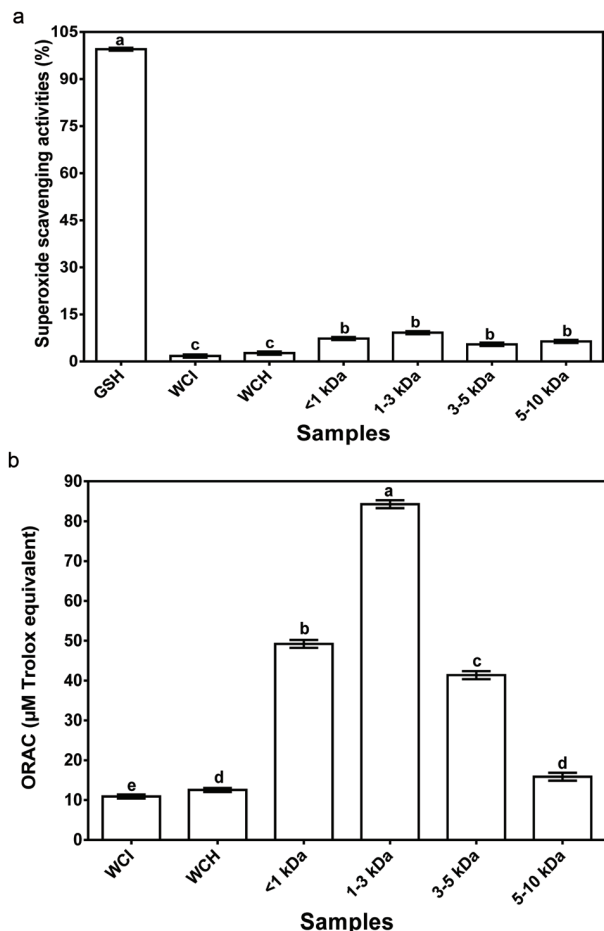 a
Superoxide scavenging activities (%)
105
90
75
60
45
30
15
0
a
c
c
b
b
b
b
GSH
WCI
WCH
<1 kDa
1-3 kDa
3-5 kDa
5-10 kDa
Samples
b
ORAC (µM Trolox equivalent)
90
80
70
60
50
40
30
20
10
0
e
d
b
a
c
d
WCI
WCH
<1 kDa
1-3 kDa
3-5 kDa
5-10 kDa
Samples